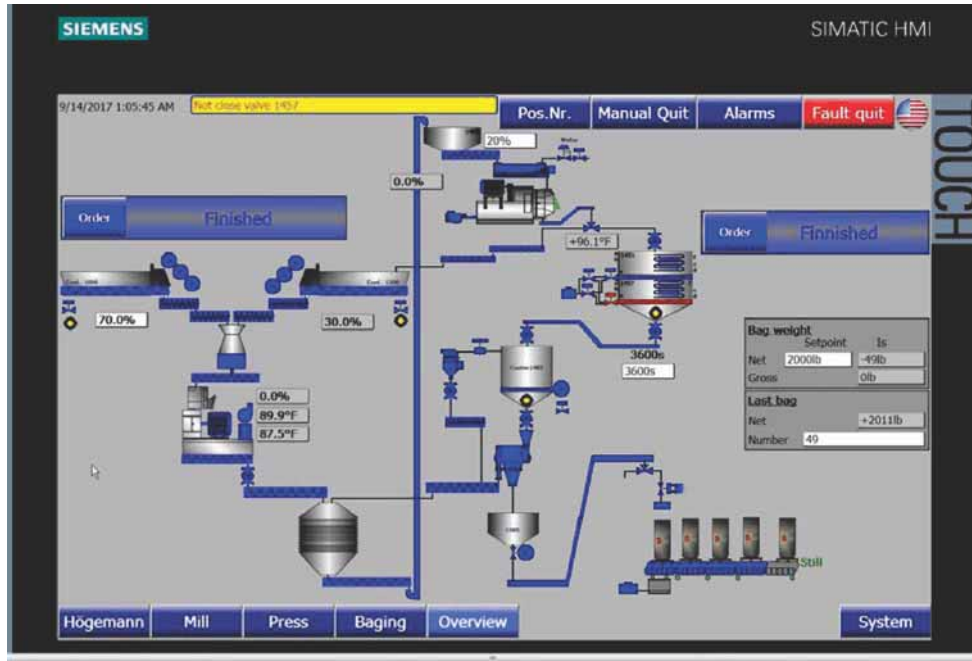 SIEMENS
SIMATIC HMI
TOUCH
9/14/2017 1:05:45 AM
Not close valve 1457
Pos.Nr.
Manual Quit
Alarms
Fault quit
20%
0.0%
Order
Finished
+96.1°F
Order
Finnished
70.0%
30.0%
3600s
3600s
Bag weight
Setpoint Is
Net 2000lb -49lb
Gross 0lb
Last bag
Net +2011lb
Number 49
0.0%
89.9°F
87.5°F
Still
Högemann
Mill
Press
Baging
Overview
System